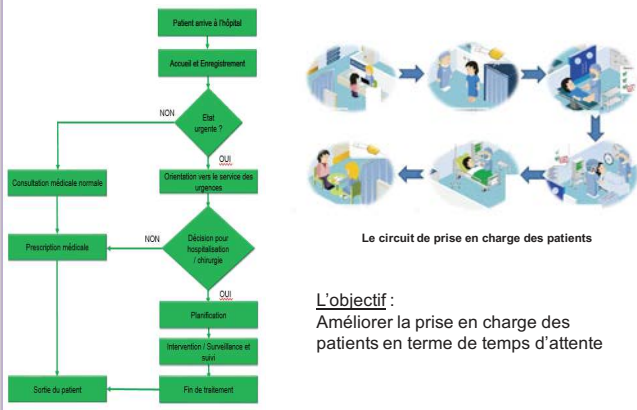 Patient arrive à l'hôpital
Accueil et Enregistrement
NON
Etat
urgente ?
OUI
Consultation médicale normale
Orientation vers le service des
urgences
Prescription médicale
NON
Décision pour
hospitalisation
/ chirurgie
OUI
Planification
Intervention / Surveillance et
suivi
Sortie du patient
Fin de traitement
Le circuit de prise en charge des patients
L'objectif :
Améliorer la prise en charge des
patients en terme de temps d'attente